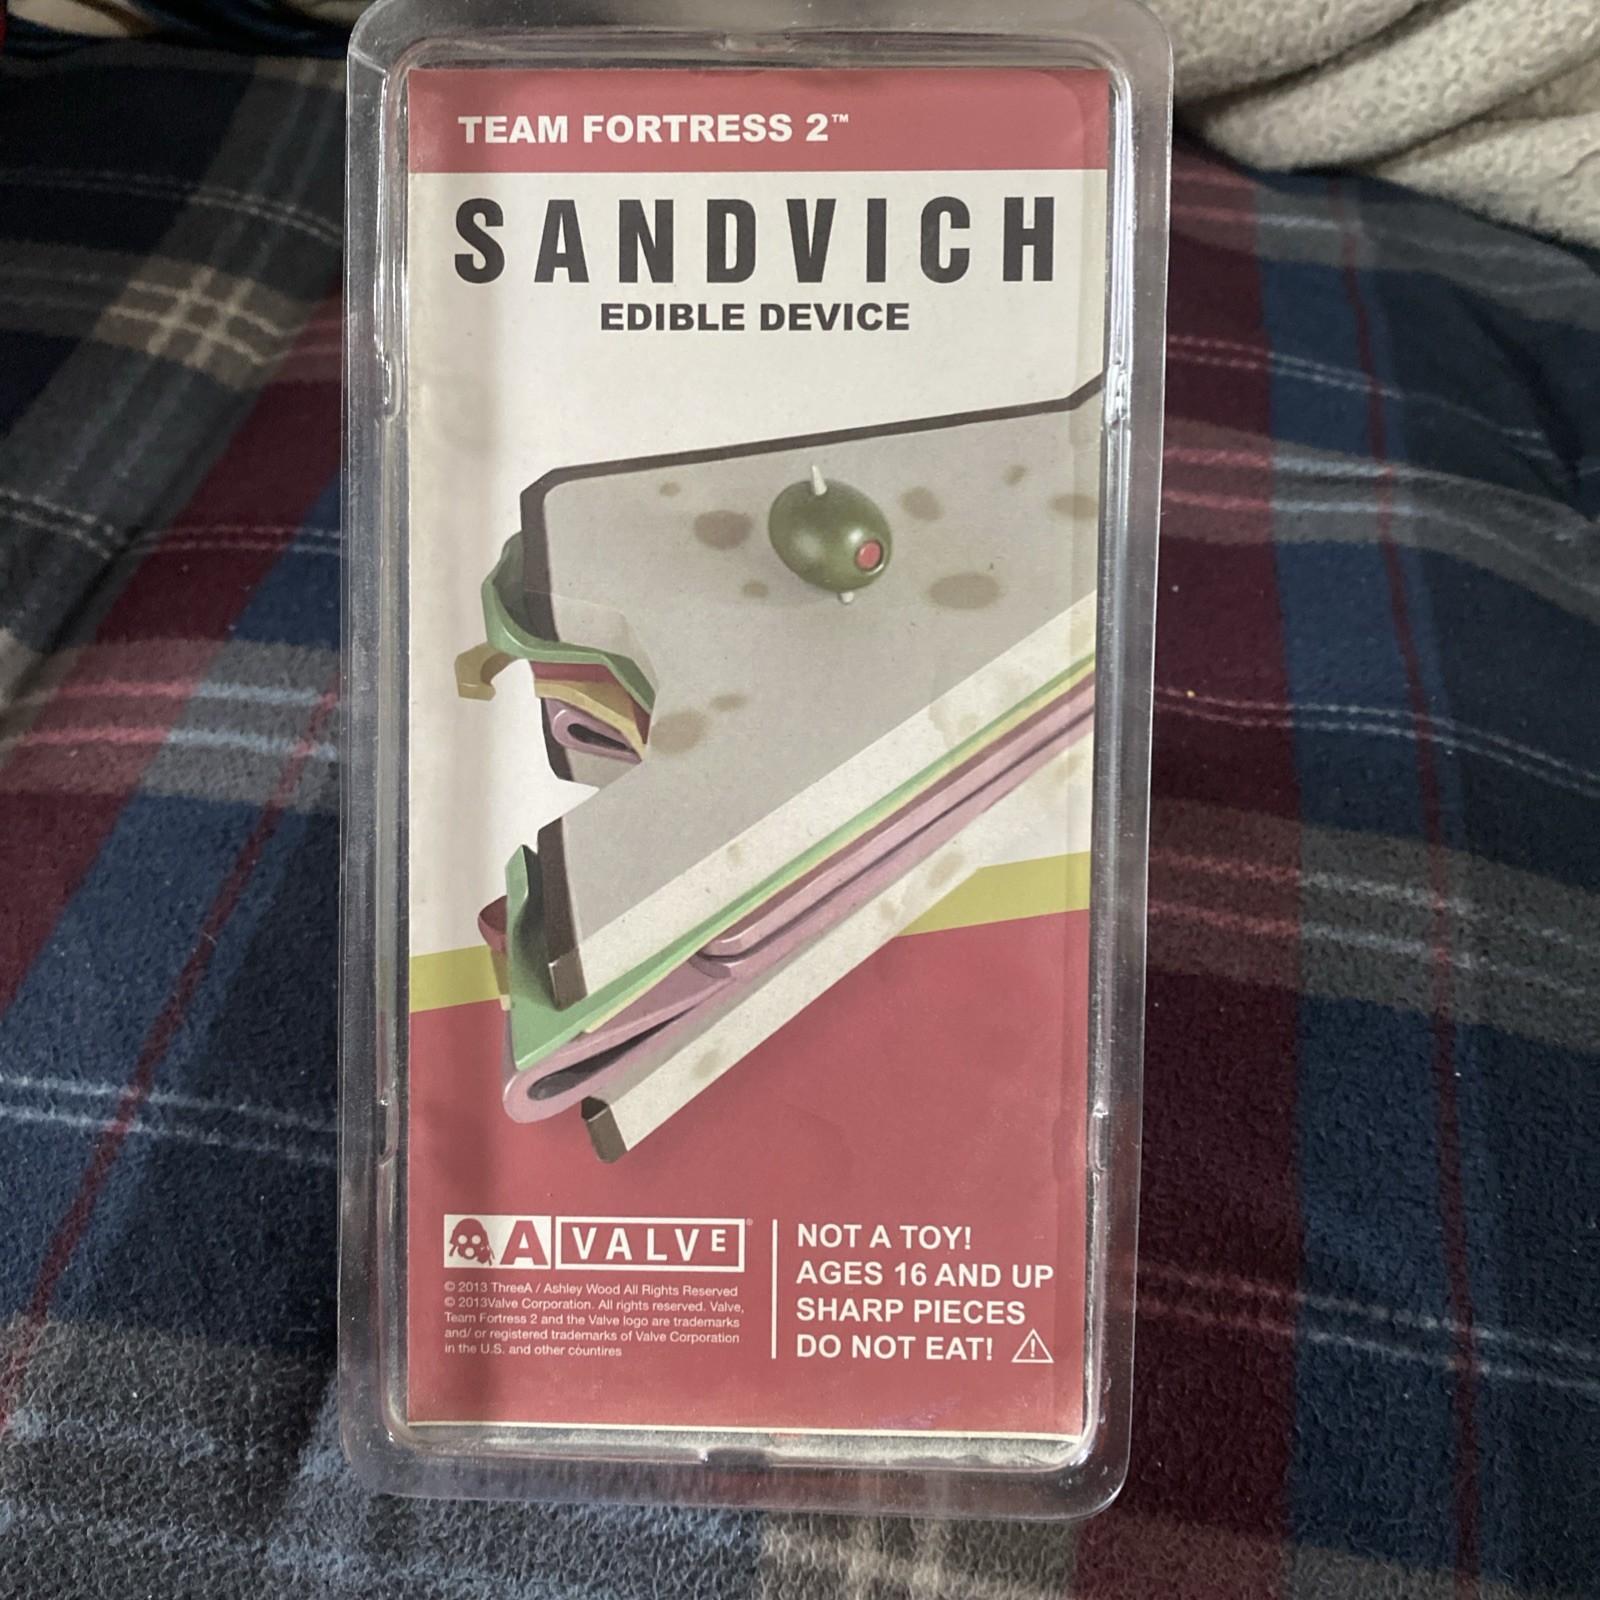 TEAM FORTRESS 2™
SANDVICH
EDIBLE DEVICE
A VALVE®
© 2013 ThreeA / Ashley Wood All Rights Reserved
© 2013Valve Corporation. All rights reserved. Valve,
Team Fortress 2 and the Valve logo are trademarks
and/ or registered trademarks of Valve Corporation
in the U.S. and other countires
NOT A TOY!
AGES 16 AND UP
SHARP PIECES
DO NOT EAT!